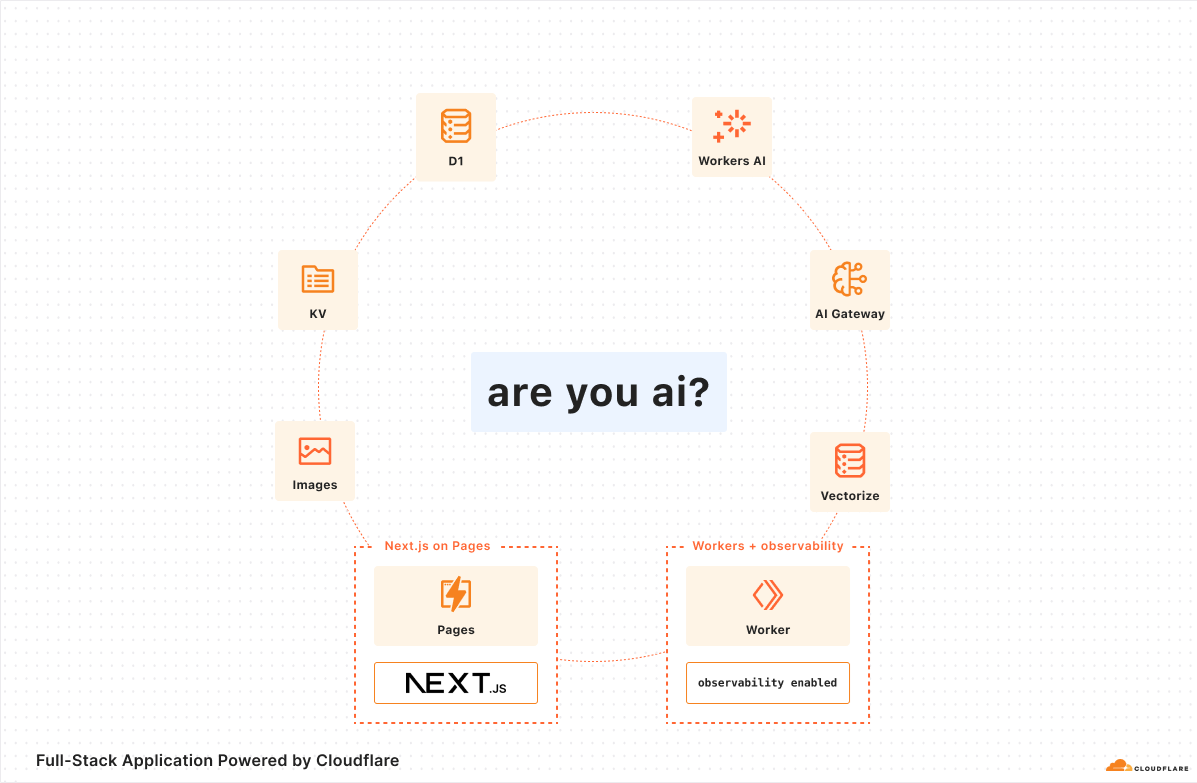 D1
Workers AI
KV
AI Gateway
are you ai?
Images
Vectorize
Next.js on Pages
Workers + observability
Pages
Worker
NEXT.JS
observability enabled
Full-Stack Application Powered by Cloudflare
CLOUDFLARE